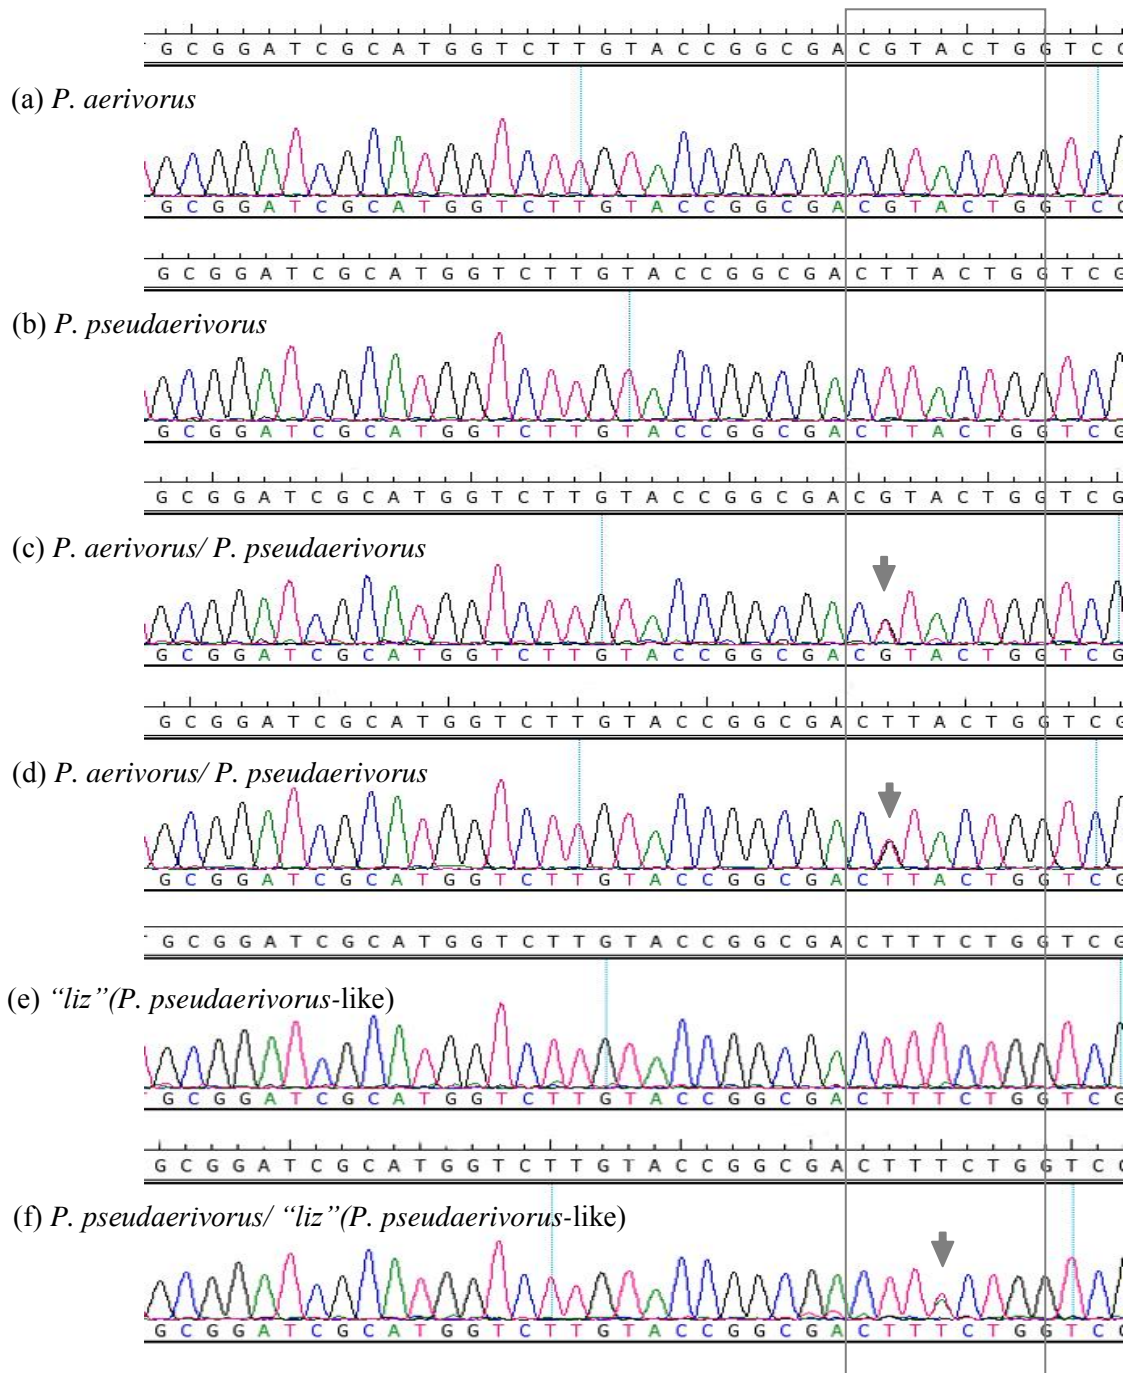 G C G G A T C G C A T G G T C T T G T A C C G G C G A C G T A C T G G T C
(a) P. aerivorus
G C G G A T C G C A T G G T C T T G T A C C G G C G A C G T A C T G G T C
G C G G A T C G C A T G G T C T T G T A C C G G C G A C T T A C T G G T C G
(b) P. pseudaerivorus
G C G G A T C G C A T G G T C T T G T A C C G G C G A C T T A C T G G T C G
G C G G A T C G C A T G G T C T T G T A C C G G C G A C G T A C T G G T C G
(c) P. aerivorus/ P. pseudaerivorus
G C G G A T C G C A T G G T C T T G T A C C G G C G A C G T A C T G G T C G
G C G G A T C G C A T G G T C T T G T A C C G G C G A C T T A C T G G T C G
(d) P. aerivorus/ P. pseudaerivorus
G C G G A T C G C A T G G T C T T G T A C C G G C G A C T T A C T G G T C G
G C G G A T C G C A T G G T C T T G T A C C G G C G A C T T T C T G G T C G
(e) “liz”(P. pseudaerivorus-like)
G C G G A T C G C A T G G T C T T G T A C C G G C G A C T T T C T G G T C G
G C G G A T C G C A T G G T C T T G T A C C G G C G A C T T T C T G G T C
(f) P. pseudaerivorus/ “liz”(P. pseudaerivorus-like)
G C G G A T C G C A T G G T C T T G T A C C G G C G A C T T T C T G G T C